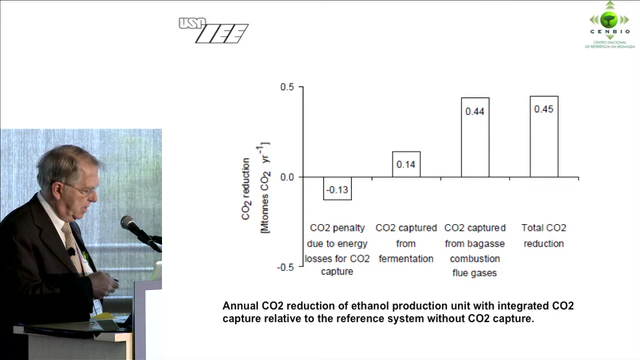 USP
IEE
CENBIO
CENTRO NACIONAL
DE REFERÊNCIA EM BIOMASSA
0.5
0.0
-0.5
CO2 reduction
[Mtonnes CO2 yr-1]
-0.13
0.14
0.44
0.45
CO2 penalty
due to energy
losses for CO2
capture
CO2 captured
from
fermentation
CO2 captured
from bagasse
combustion
flue gases
Total CO2
reduction
Annual CO2 reduction of ethanol production unit with integrated CO2
capture relative to the reference system without CO2 capture.